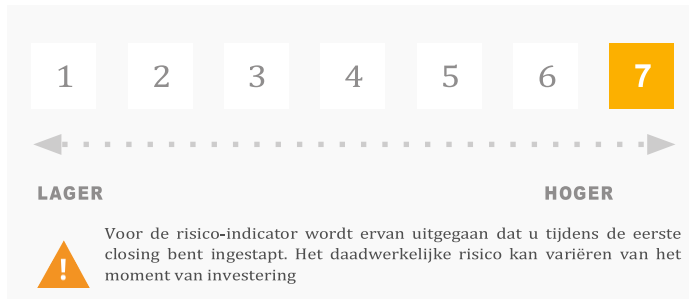 1 2 3 4 5 6 7
LAGER HOGER
!
Voor de risico-indicator wordt ervan uitgegaan dat u tijdens de eerste
closing bent ingestapt. Het daadwerkelijke risico kan variëren van het
moment van investering